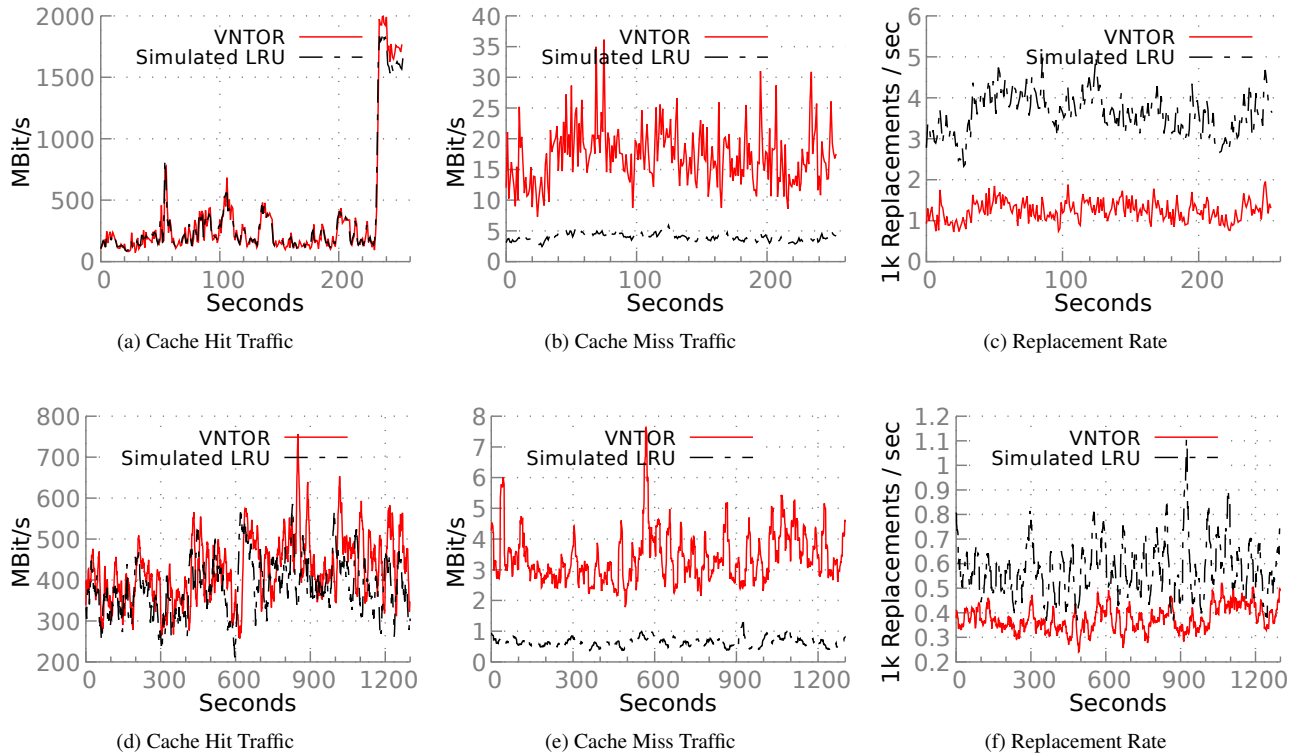 2000
1500
1000
500
0
MBit/s
VNTOR
Simulated LRU
0 100 200
Seconds
(a) Cache Hit Traffic
40
35
30
25
20
15
10
5
0
MBit/s
VNTOR
Simulated LRU
0 100 200
Seconds
(b) Cache Miss Traffic
6
5
4
3
2
1
0
1k Replacements / sec
VNTOR
Simulated LRU
0 100 200
Seconds
(c) Replacement Rate
800
700
600
500
400
300
200
MBit/s
VNTOR
Simulated LRU
0 300 600 900 1200
Seconds
(d) Cache Hit Traffic
8
7
6
5
4
3
2
1
0
MBit/s
VNTOR
Simulated LRU
0 300 600 900 1200
Seconds
(e) Cache Miss Traffic
1.2
1.1
1
0.9
0.8
0.7
0.6
0.5
0.4
0.3
0.2
1k Replacements / sec
VNTOR
Simulated LRU
0 300 600 900 1200
Seconds
(f) Replacement Rate